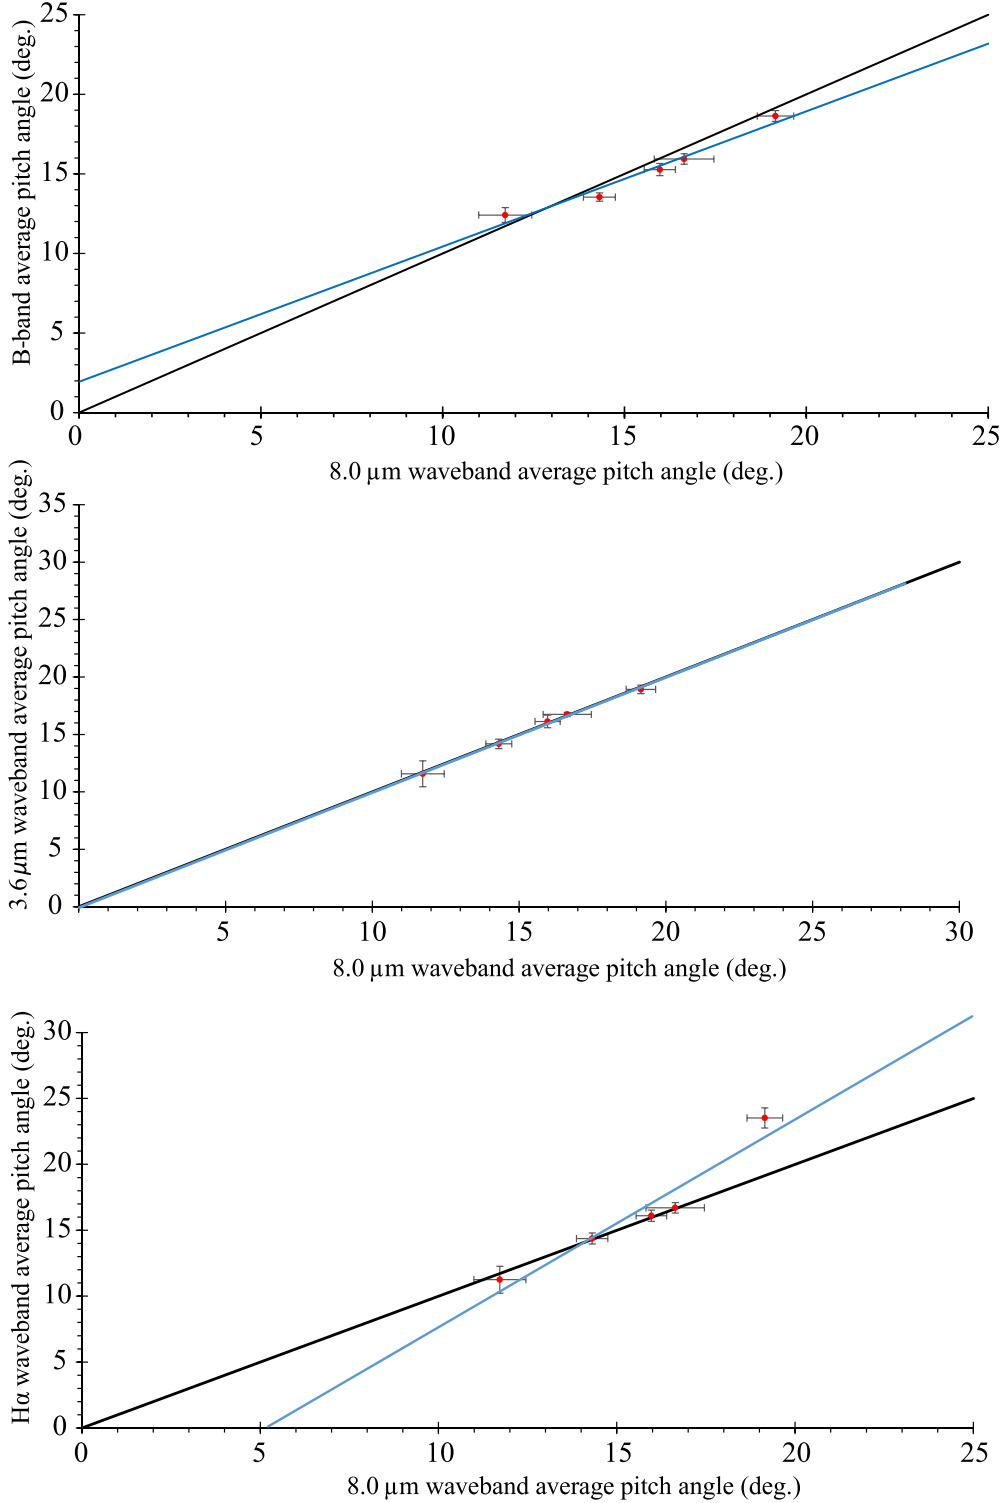 B-band average pitch angle (deg.)
25
20
15
10
5
0
0 5 10 15 20 25
8.0 µm waveband average pitch angle (deg.)
3.6 µm waveband average pitch angle (deg.)
35
30
25
20
15
10
5
0
5 10 15 20 25 30
8.0 µm waveband average pitch angle (deg.)
Hα waveband average pitch angle (deg.)
30
25
20
15
10
5
0
0 5 10 15 20 25
8.0 µm waveband average pitch angle (deg.)